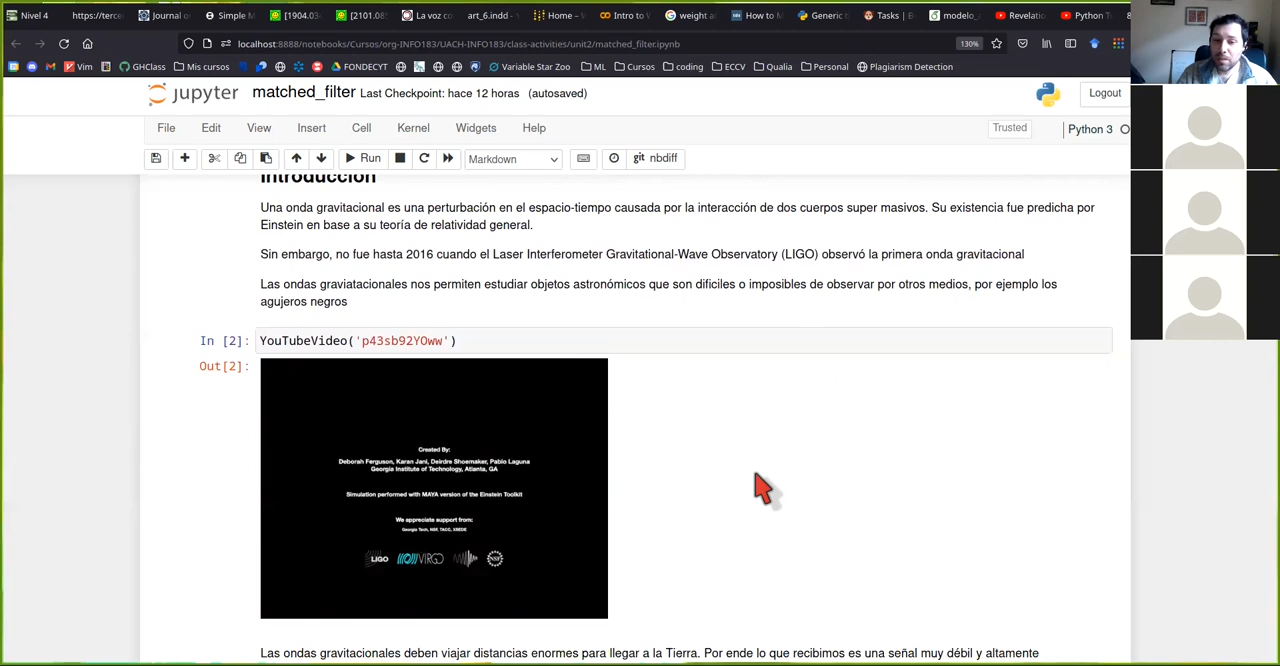 Nivel 4
https://tercei
Journal o
Simple M
[1904.03
[2101.08
La voz co
art_6.indd -
Home –
Intro to
weight a
How to M
Generic
Tasks | B
modelo_
Revelatio
Python T
localhost:8888/notebooks/Cursos/org-INFO183/UACH-INFO183/class-activities/unit2/matched_filter.ipynb
130%
Vim
GHClass
Mis cursos
FONDECYT
Variable Star Zoo
ML
Cursos
coding
ECCV
Qualia
Personal
Plagiarism Detection
jupyter
matched_filter Last Checkpoint: hace 12 horas (autosaved)
Logout
File Edit View Insert Cell Kernel Widgets Help
Trusted
Python 3
Run
Markdown
git nbdiff
Introducción
Una onda gravitacional es una perturbación en el espacio-tiempo causada por la interacción de dos cuerpos super masivos. Su existencia fue predicha por
Einstein en base a su teoría de relatividad general.
Sin embargo, no fue hasta 2016 cuando el Laser Interferometer Gravitational-Wave Observatory (LIGO) observó la primera onda gravitacional
Las ondas graviatacionales nos permiten estudiar objetos astronómicos que son dificiles o imposibles de observar por otros medios, por ejemplo los
agujeros negros
In [2]: YouTubeVideo('p43sb92YOww')
Out[2]:
Created By:
Deborah Ferguson, Karan Jani, Deirdre Shoemaker, Pablo Laguna
Georgia Institute of Technology, Atlanta, GA
Simulation performed with MAYA version of the Einstein Toolkit
We appreciate support from:
Georgia Tech, NSF, TACC, XSEDE
LIGO
VIRGO
NSF
Las ondas gravitacionales deben viajar distancias enormes para llegar a la Tierra. Por ende lo que recibimos es una señal muy débil y altamente